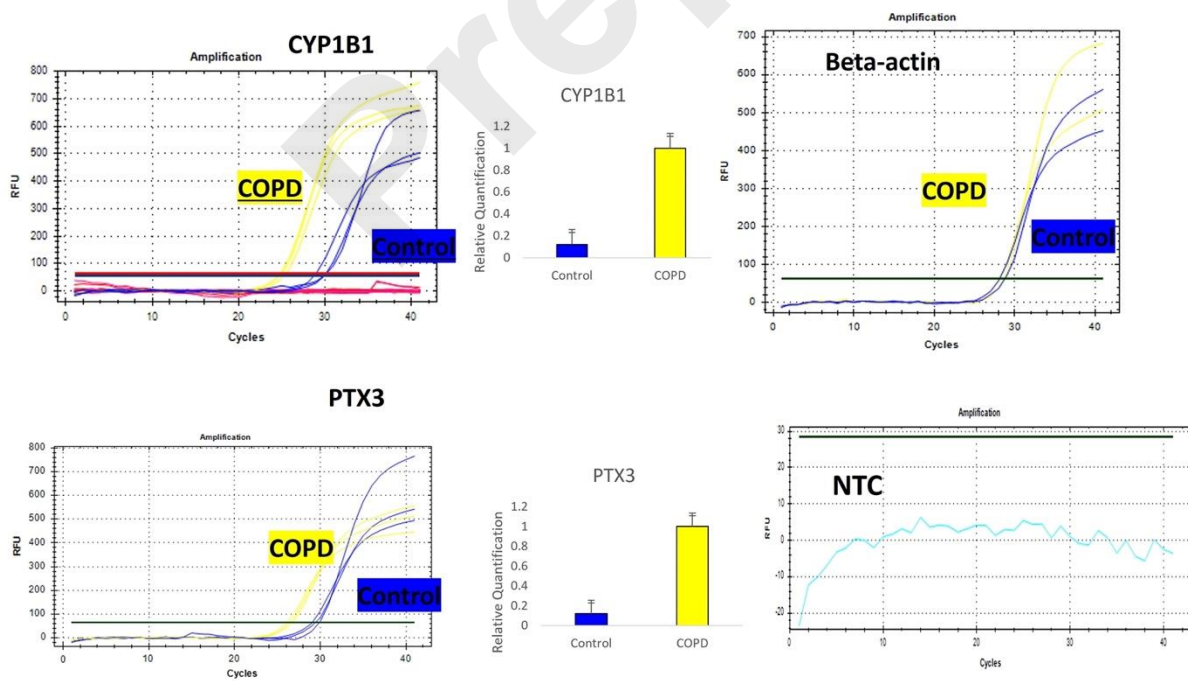 CYP1B1
Amplification
800
700
600
500
400
300
200
100
0
RFU
0
10
20
30
40
Cycles
COPD
Control
CYP1B1
1.2
1
0.8
0.6
0.4
0.2
0
Relative Quantification
Control
COPD
Amplification
Beta-actin
700
600
500
400
300
200
100
0
RFU
0
10
20
30
40
Cycles
COPD
Control
PTX3
Amplification
800
700
600
500
400
300
200
100
0
RFU
0
10
20
30
40
Cycles
COPD
Control
PTX3
1.2
1
0.8
0.6
0.4
0.2
0
Relative Quantification
Control
COPD
Amplification
NTC
30
20
10
0
-10
-20
RFU
0
10
20
30
40
Cycles